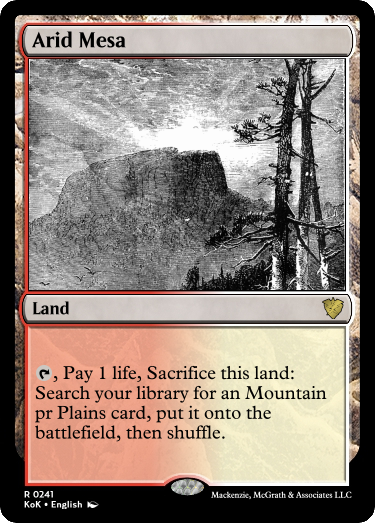 Arid Mesa
Land
, Pay 1 life, Sacrifice this land:
Search your library for an Mountain
pr Plains card, put it onto the
battlefield, then shuffle.
R 0241
KoK • English
Mackenzie, McGrath & Associates LLC